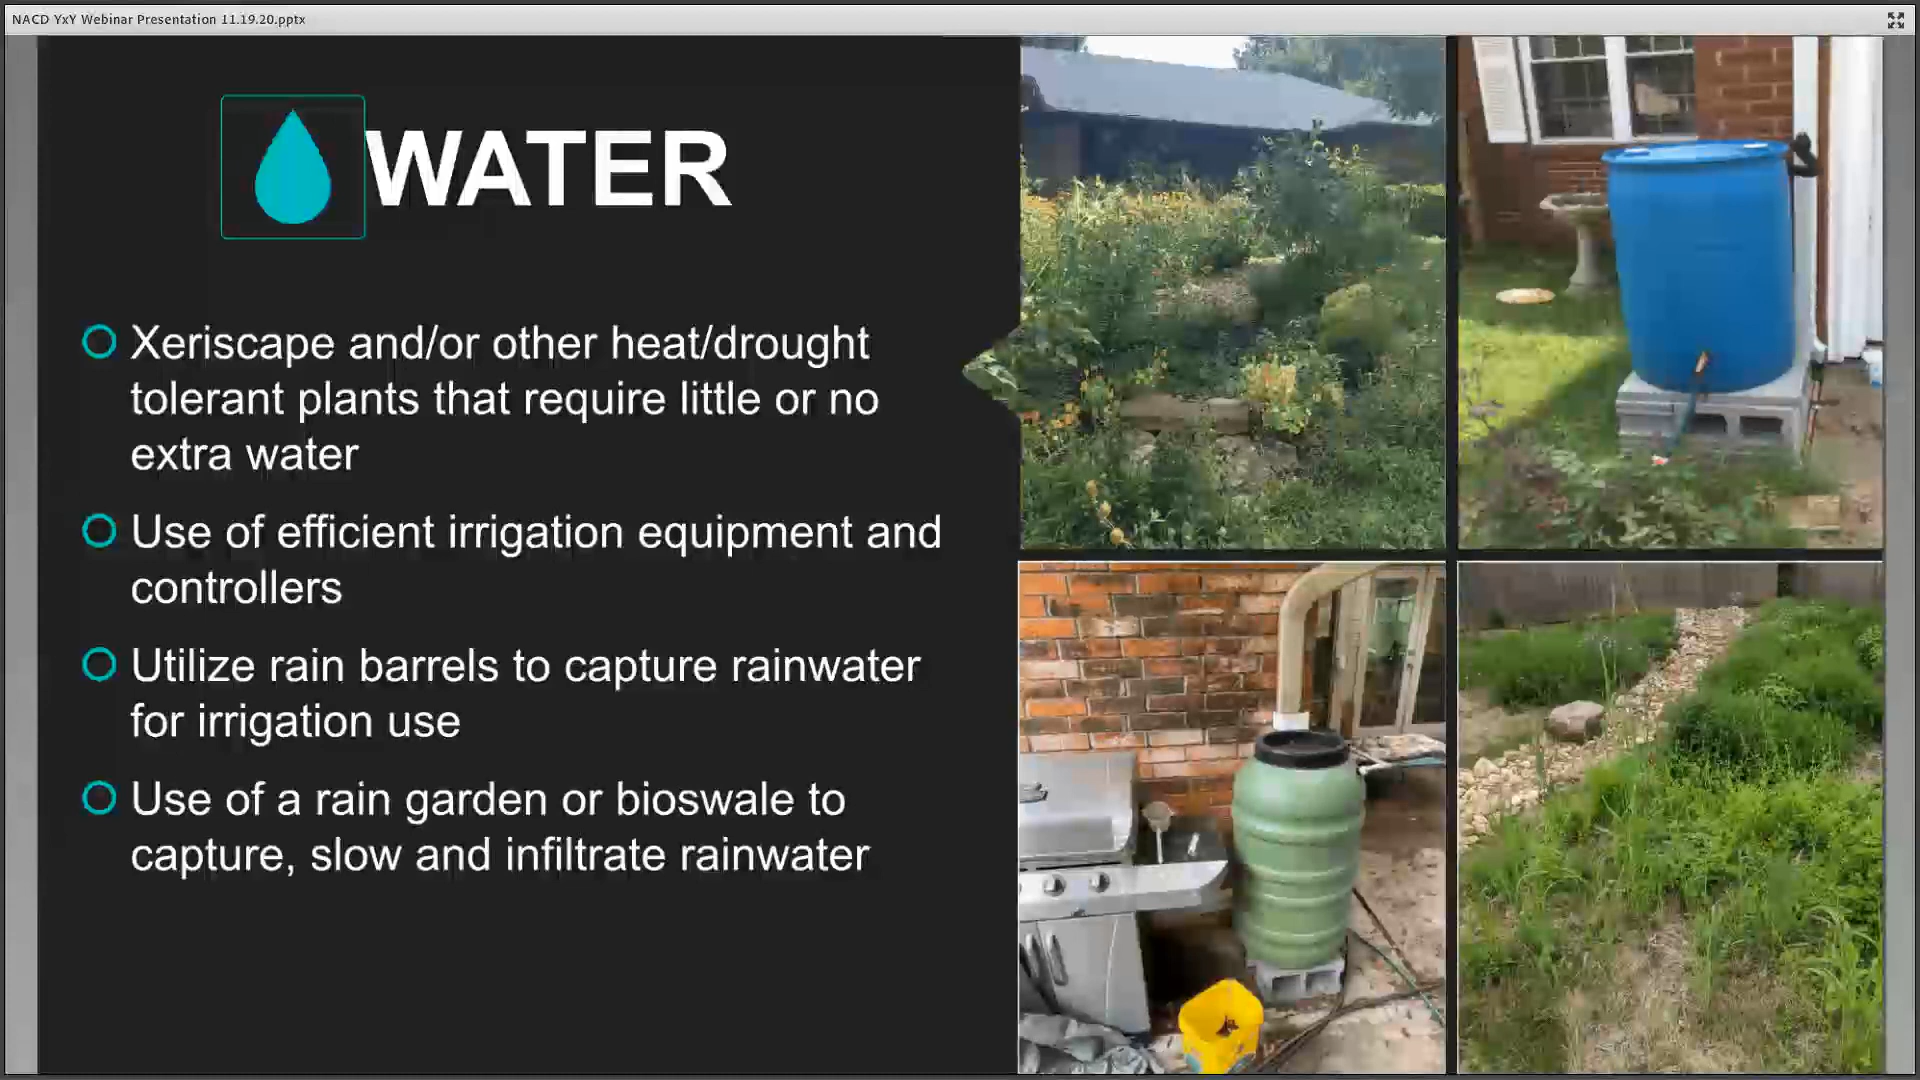 NACD YxY Webinar Presentation 11.19.20.pptx
WATER
Xeriscape and/or other heat/drought
tolerant plants that require little or no
extra water
Use of efficient irrigation equipment and
controllers
Utilize rain barrels to capture rainwater
for irrigation use
Use of a rain garden or bioswale to
capture, slow and infiltrate rainwater